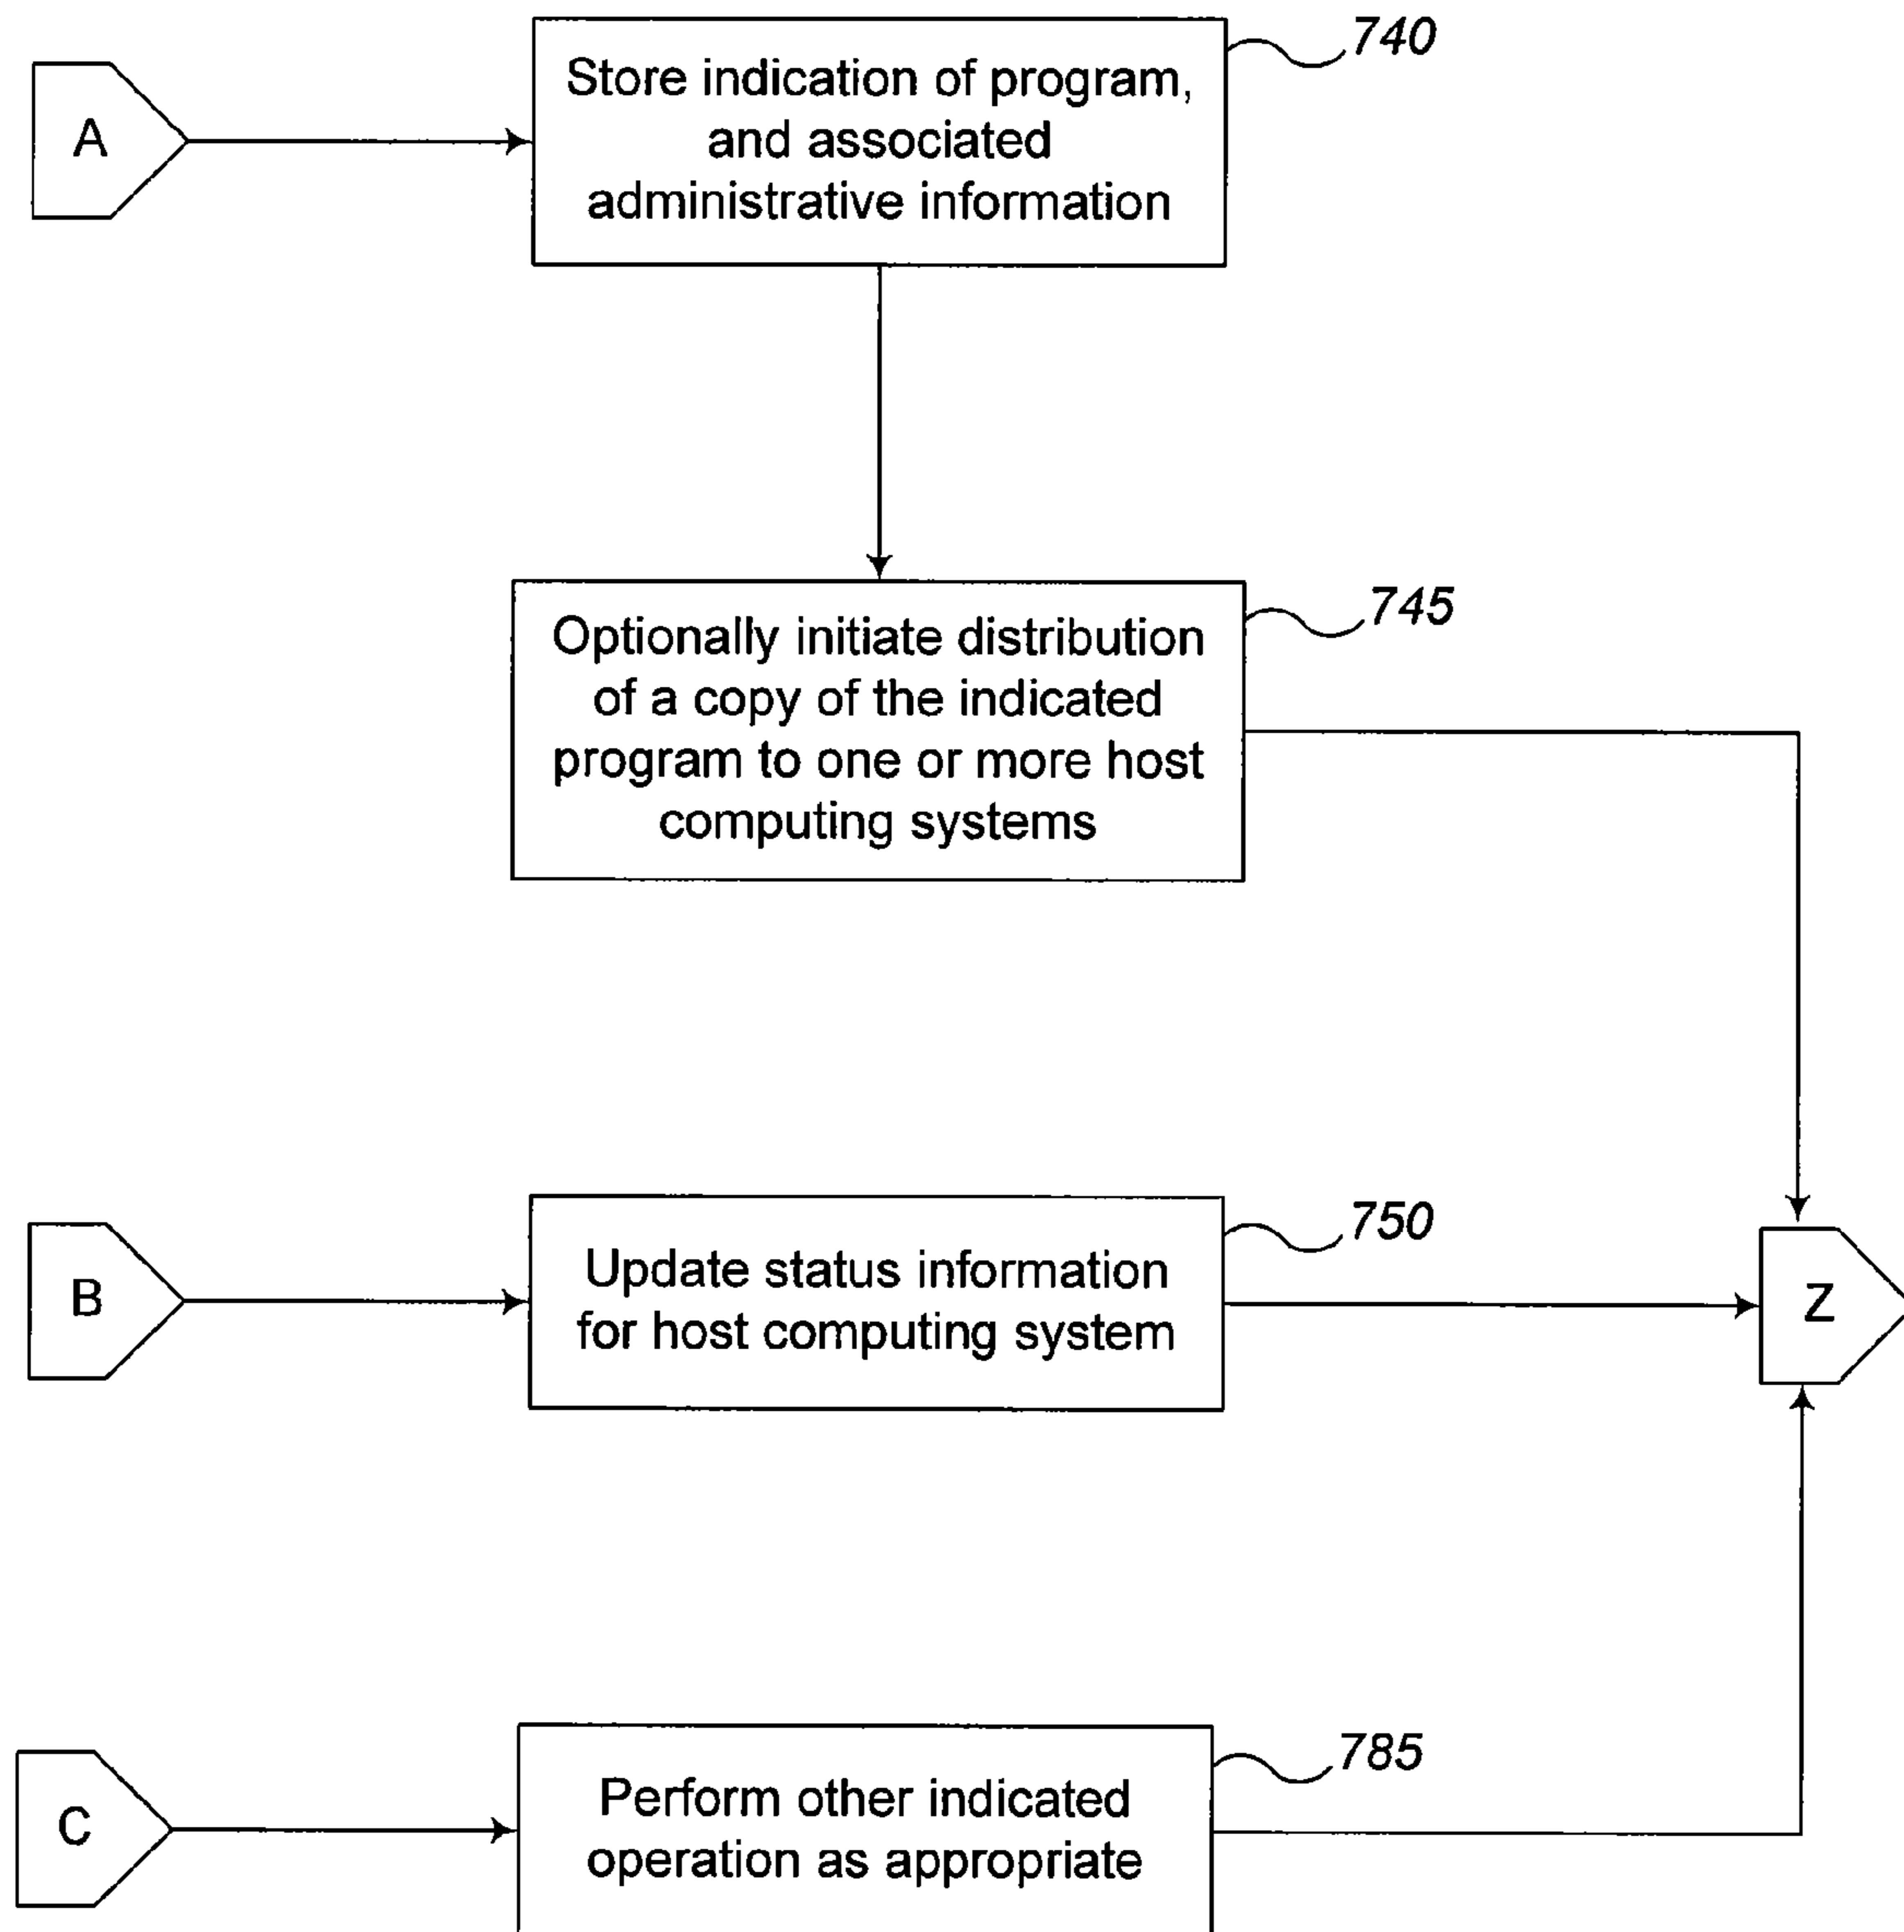 A
Store indication of program,
and associated
administrative information
740
Optionally initiate distribution
of a copy of the indicated
program to one or more host
computing systems
745
B
Update status information
for host computing system
750
Z
C
Perform other indicated
operation as appropriate
785